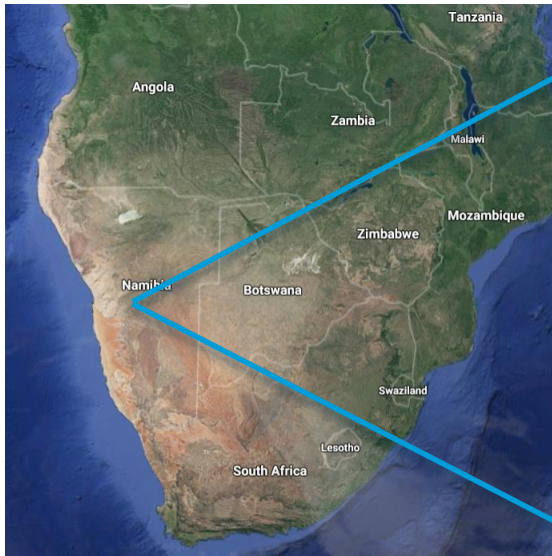 Tanzania
Angola
Zambia
Malawi
Mozambique
Zimbabwe
Namibia
Botswana
Swaziland
Lesotho
South Africa